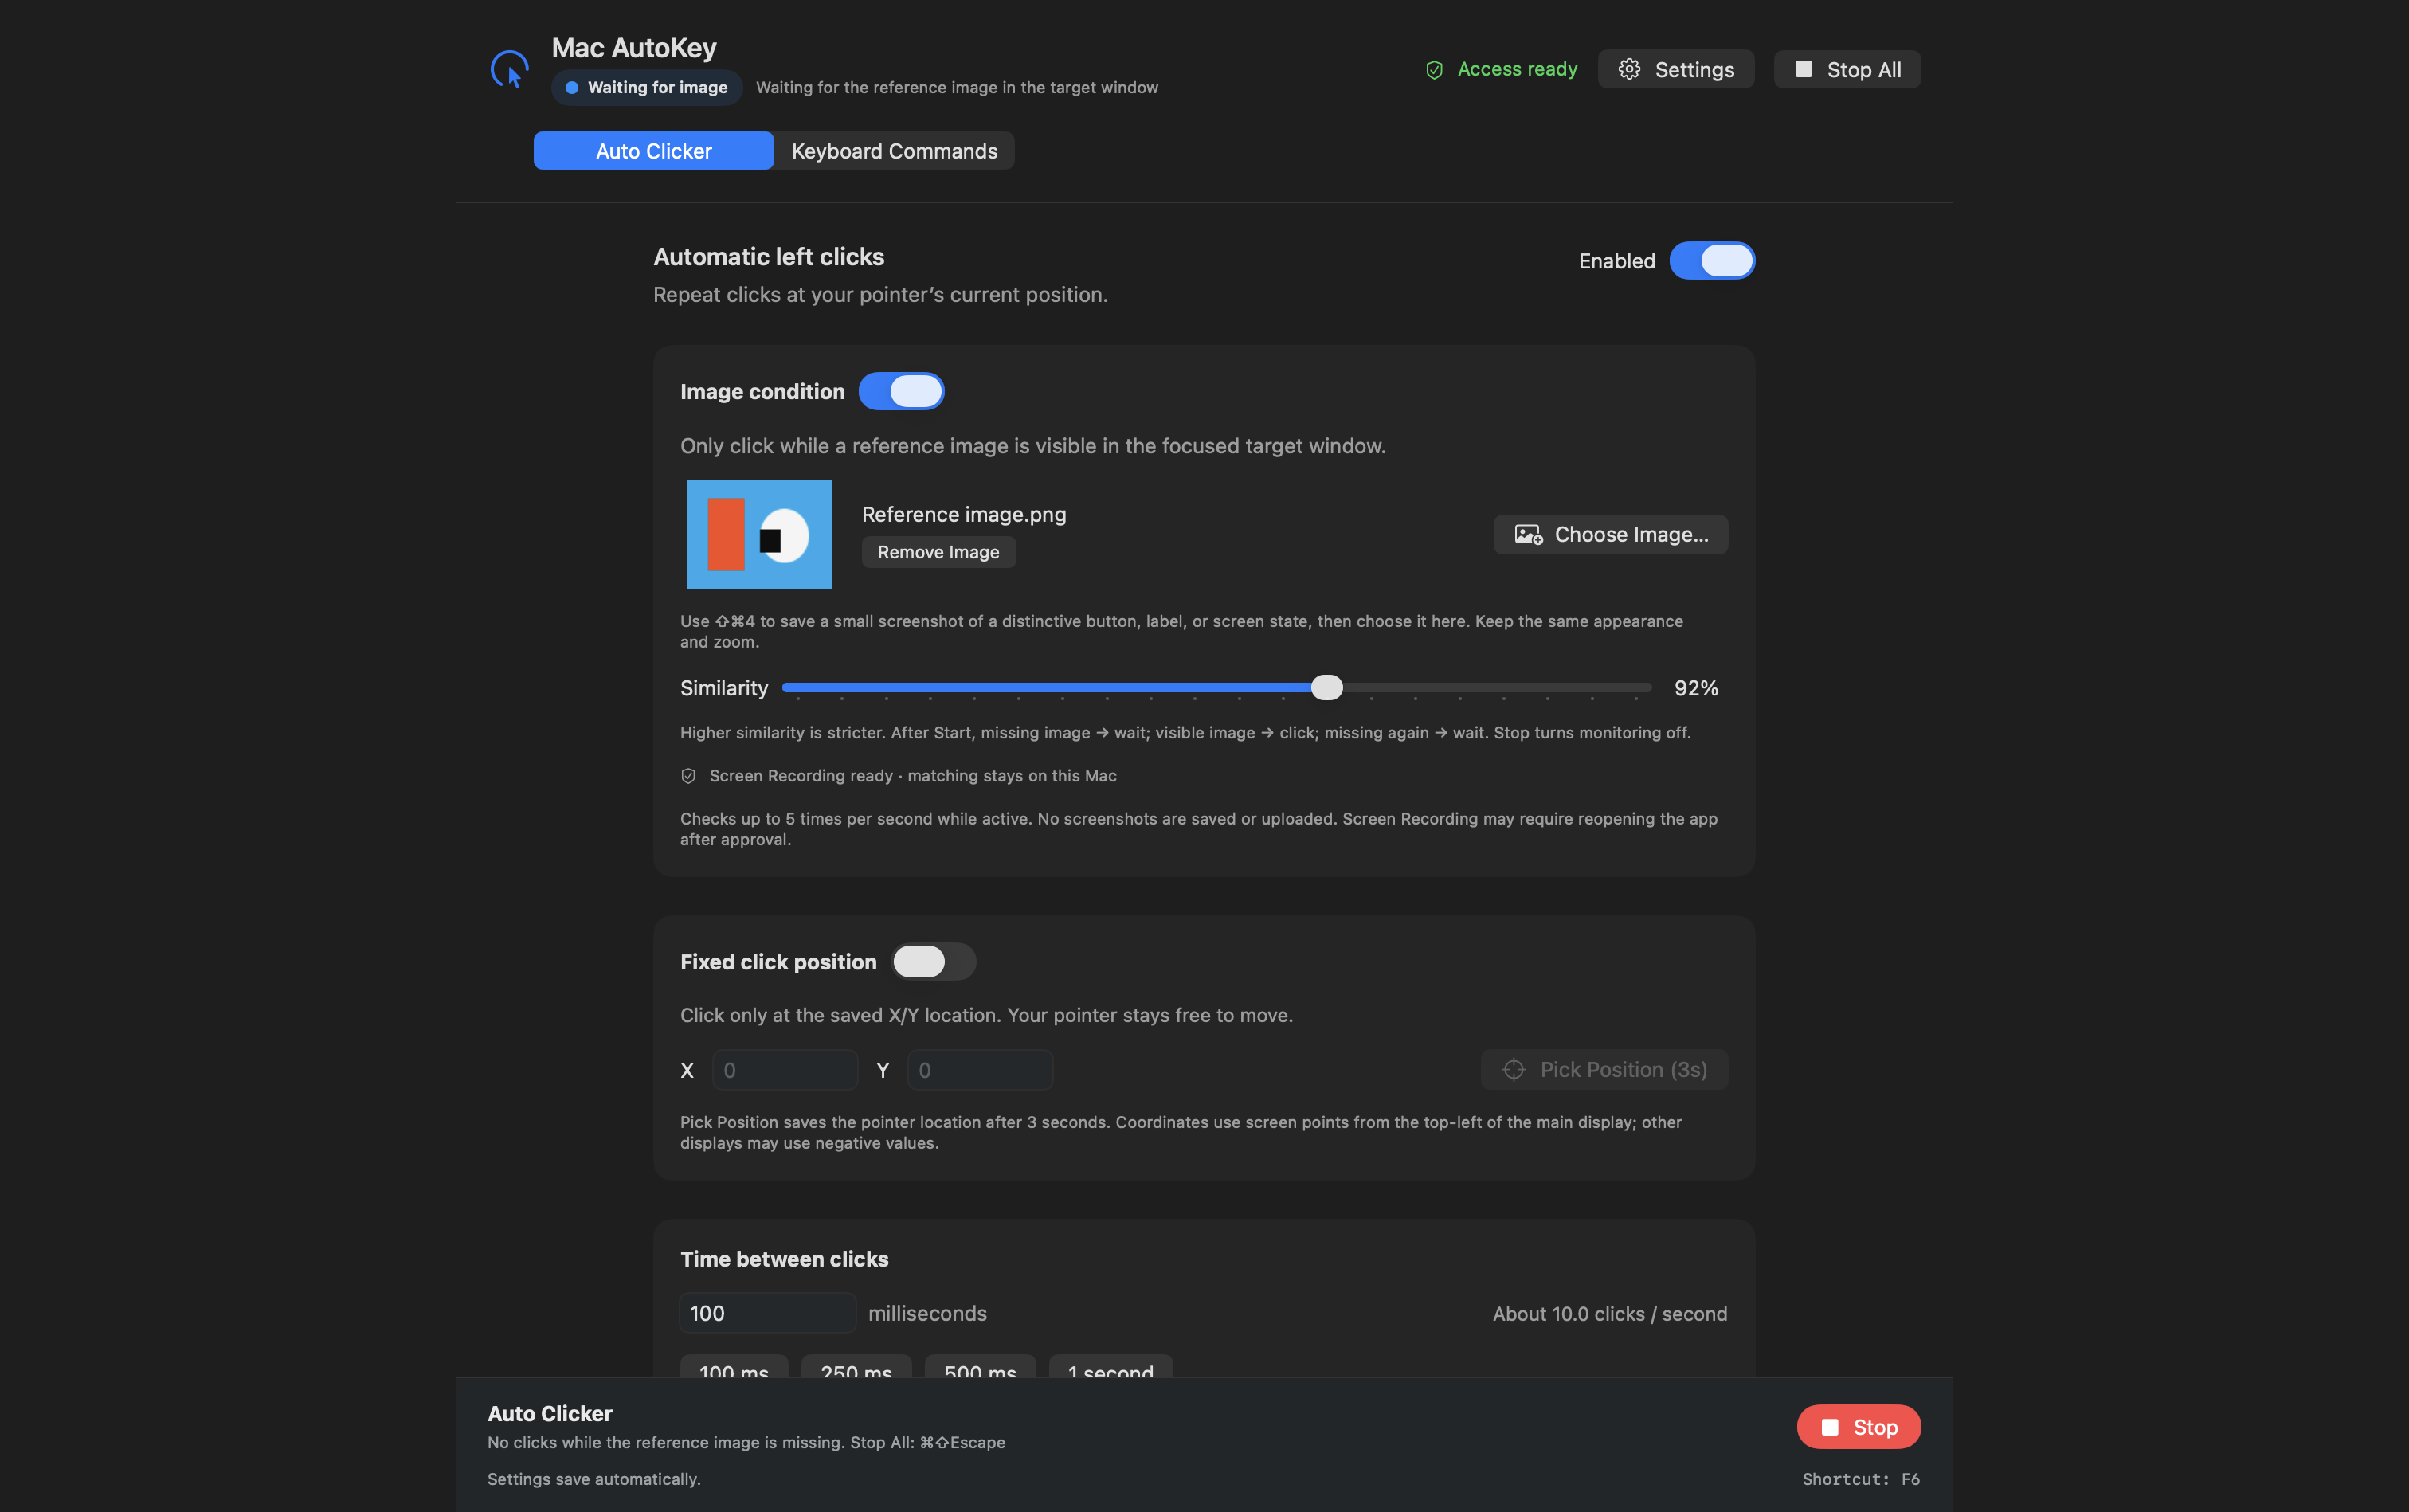 Mac AutoKey
Waiting for image
Waiting for the reference image in the target window
Access ready
Settings
Stop All
Auto Clicker
Keyboard Commands
Automatic left clicks
Enabled
Repeat clicks at your pointer’s current position.
Image condition
Only click while a reference image is visible in the focused target window.
Reference image.png
Remove Image
Choose Image...
Use ⇧⌘4 to save a small screenshot of a distinctive button, label, or screen state, then choose it here. Keep the same appearance
and zoom.
Similarity
92%
Higher similarity is stricter. After Start, missing image → wait; visible image → click; missing again → wait. Stop turns monitoring off.
Screen Recording ready · matching stays on this Mac
Checks up to 5 times per second while active. No screenshots are saved or uploaded. Screen Recording may require reopening the app
after approval.
Fixed click position
Click only at the saved X/Y location. Your pointer stays free to move.
X 0 Y 0
Pick Position (3s)
Pick Position saves the pointer location after 3 seconds. Coordinates use screen points from the top-left of the main display; other
displays may use negative values.
Time between clicks
100 milliseconds
About 10.0 clicks / second
100 ms 250 ms 500 ms 1 second
Auto Clicker
No clicks while the reference image is missing. Stop All: ⌘⇧Escape
Stop
Settings save automatically.
Shortcut: F6